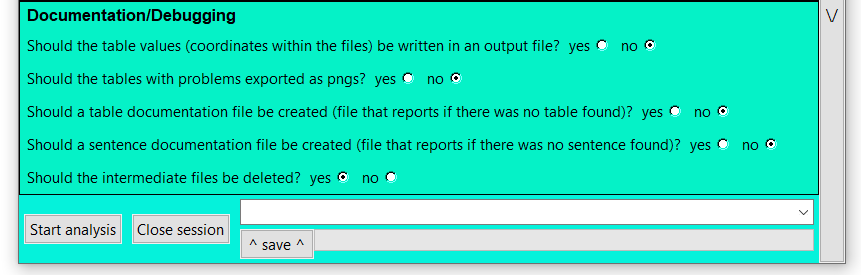 Documentation/Debugging
Should the table values (coordinates within the files) be written in an output file? yes no
Should the tables with problems exported as pngs? yes no
Should a table documentation file be created (file that reports if there was no table found)? yes no
Should a sentence documentation file be created (file that reports if there was no sentence found)? yes no
Should the intermediate files be deleted? yes no
Start analysis Close session
^ save ^
\/